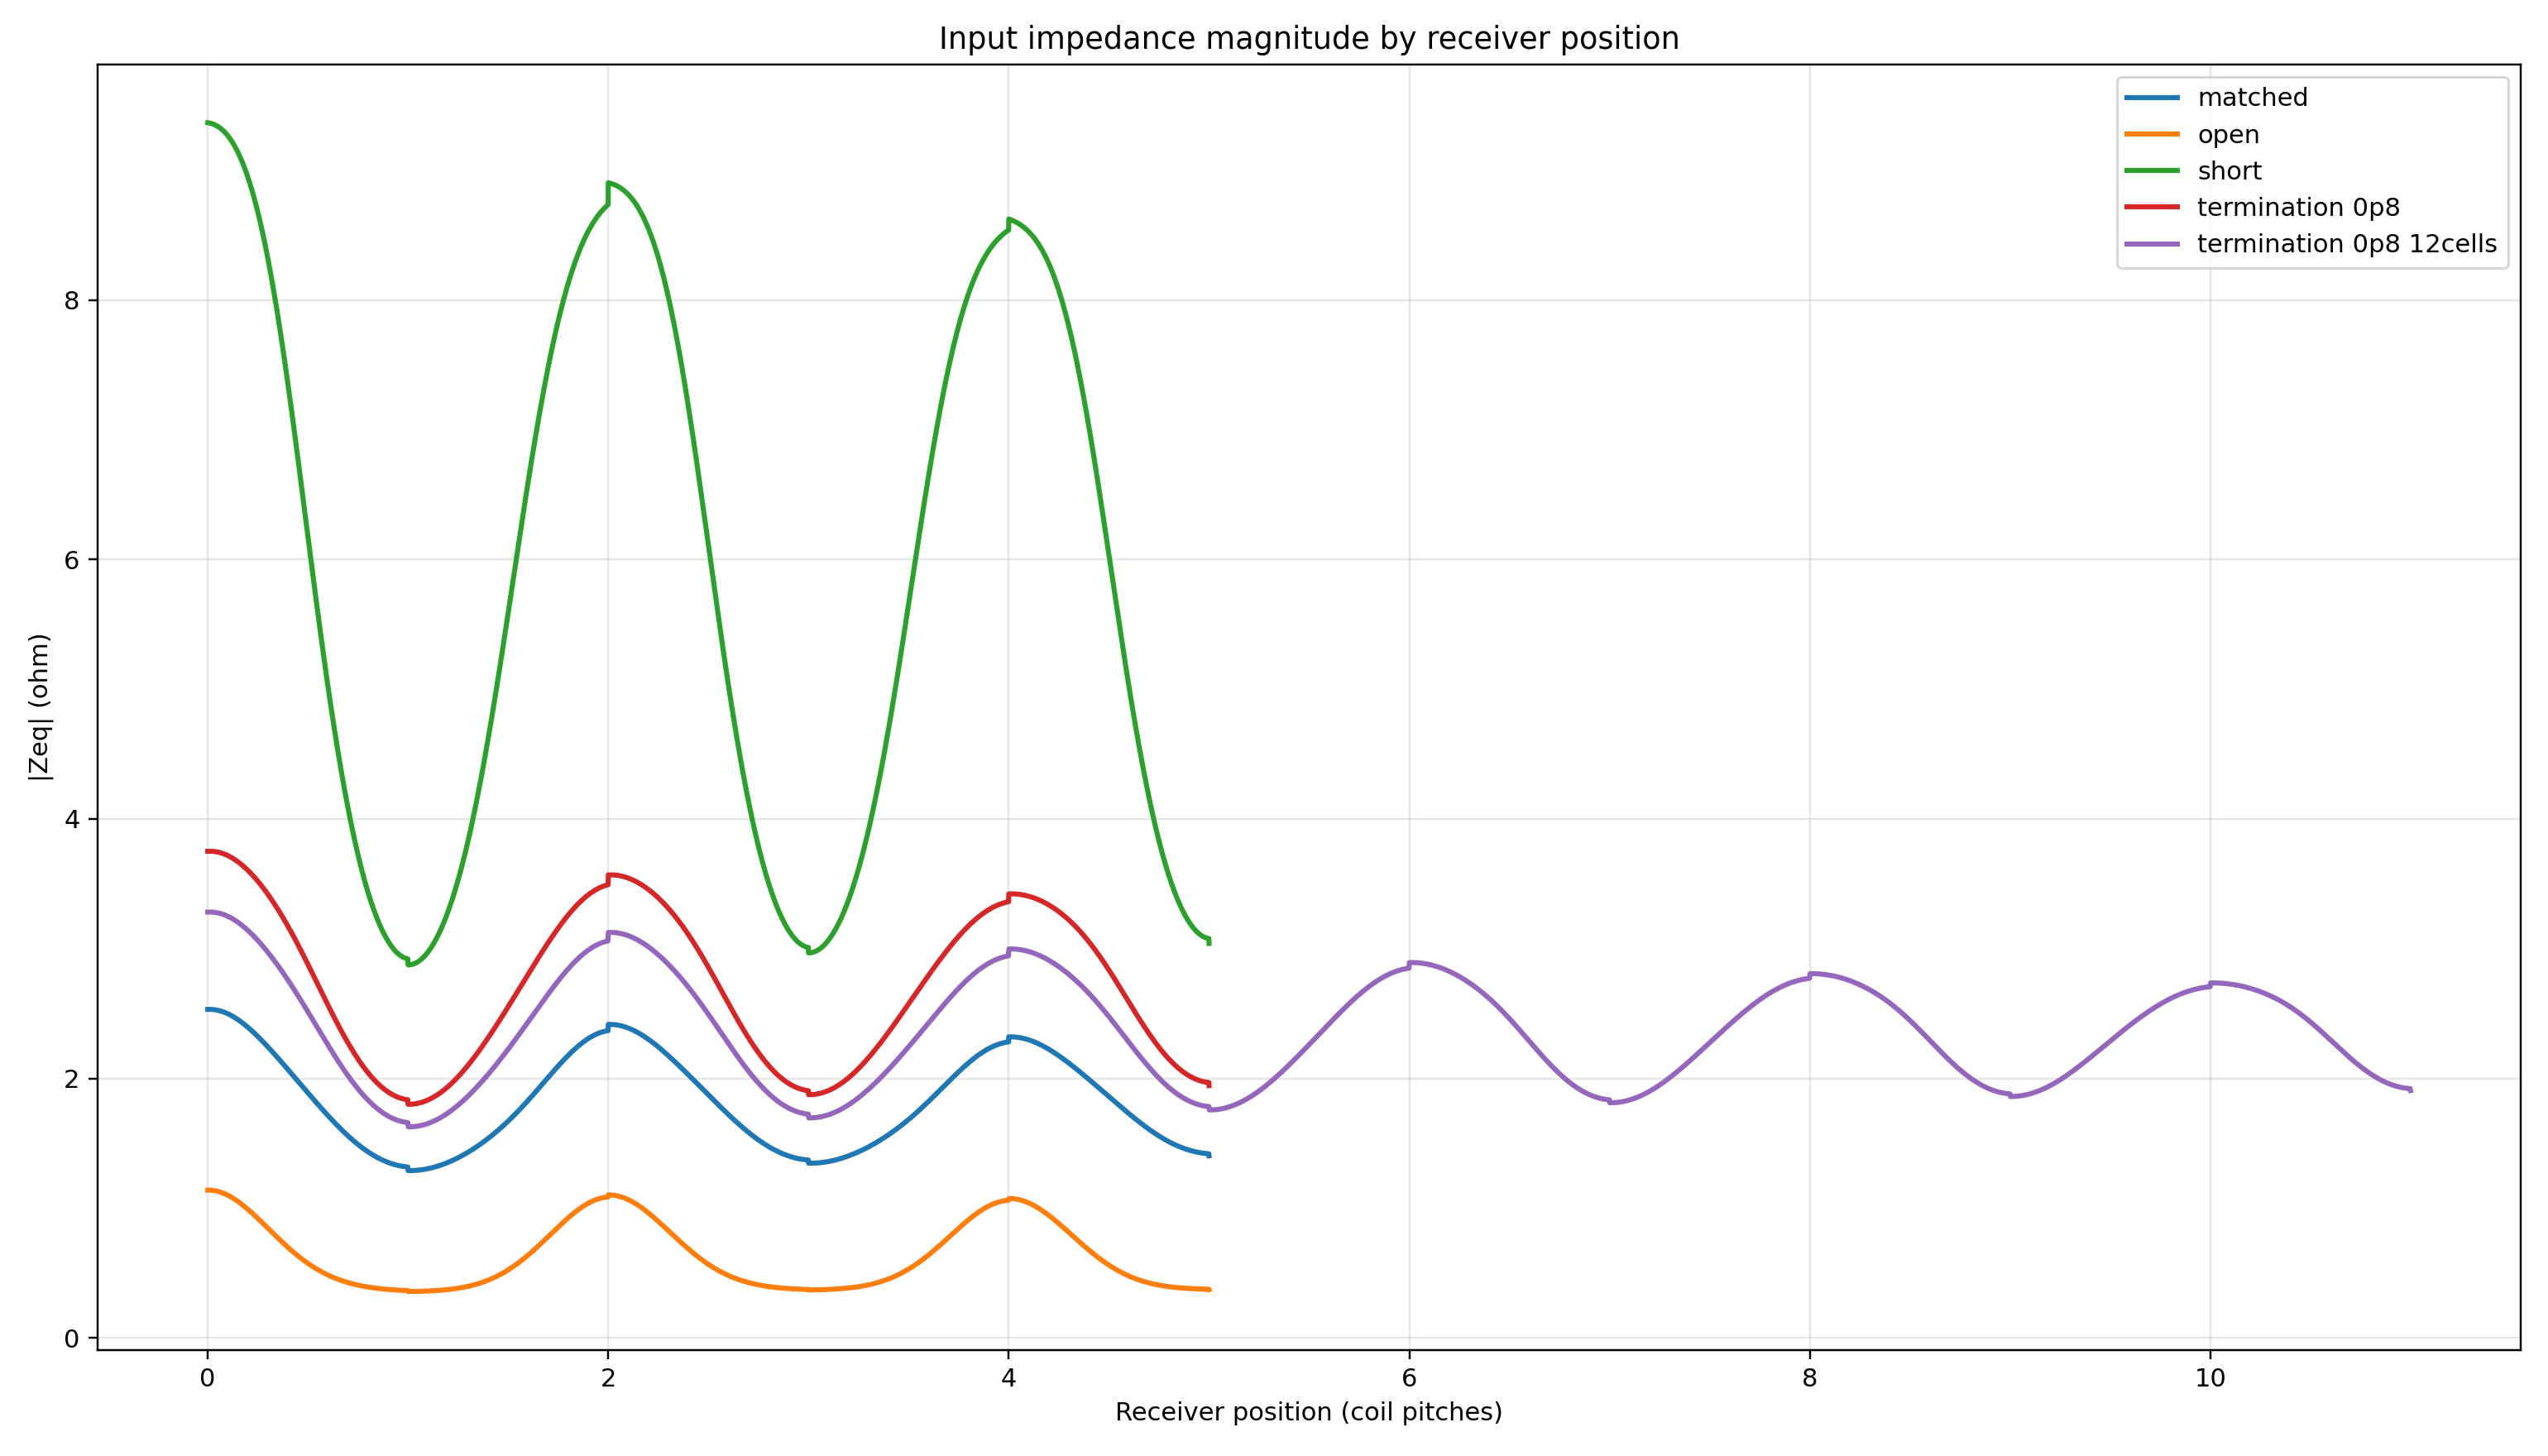 Input impedance magnitude by receiver position
matched
open
short
termination 0p8
termination 0p8 12cells
|Zeq| (ohm)
8
6
4
2
0
0 2 4 6 8 10
Receiver position (coil pitches)